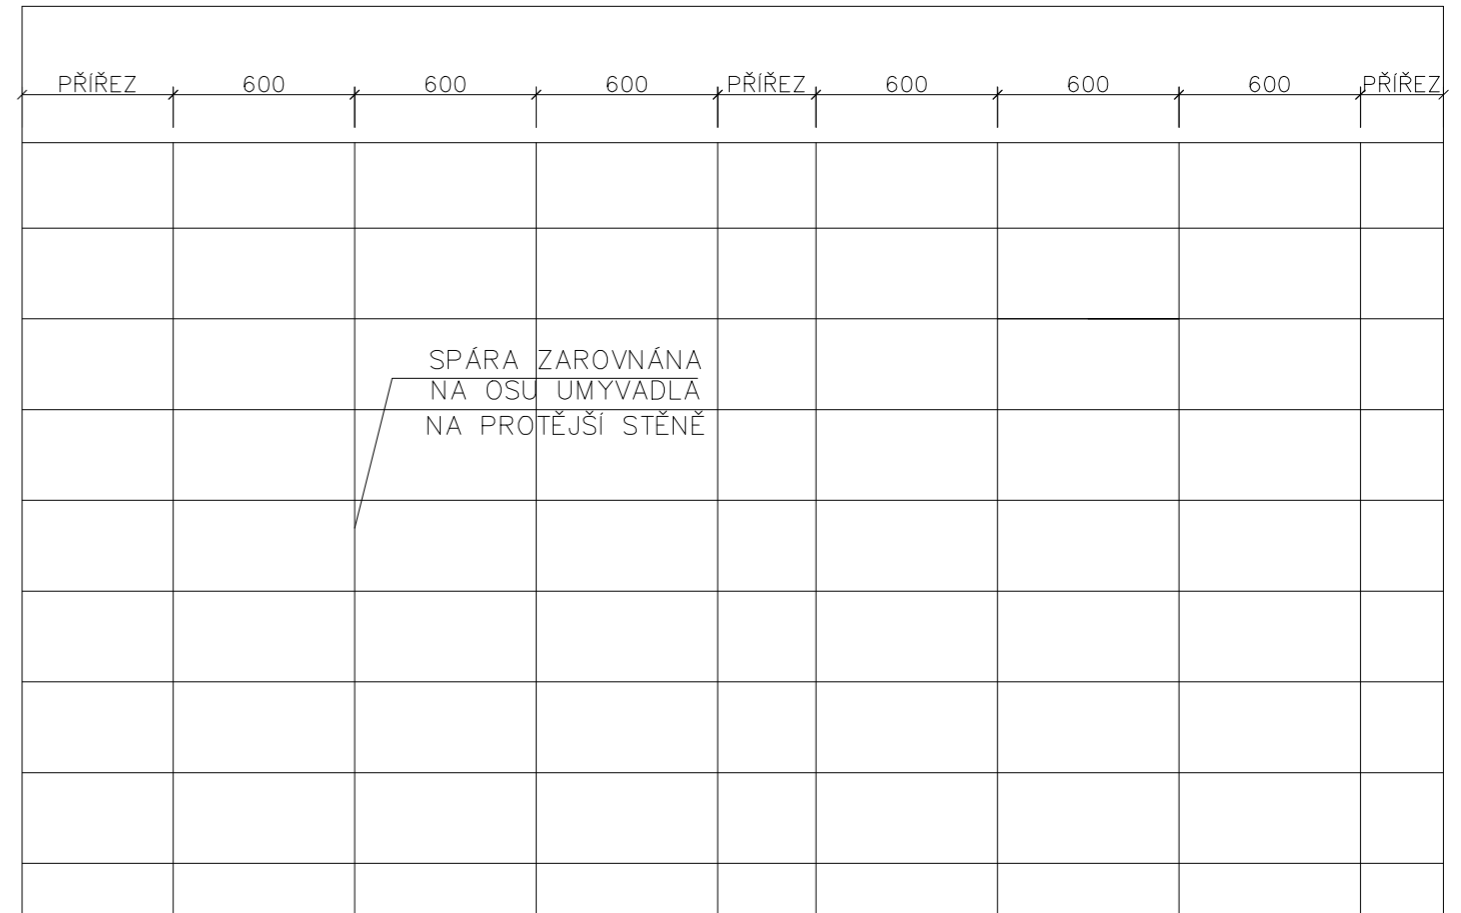 PŘÍŘEZ 600 600 600 PŘÍŘEZ 600 600 600 PŘÍŘEZ
SPÁRA ZAROVNÁNA
NA OSU UMYVADLA
NA PROTĚJŠÍ STĚNĚ